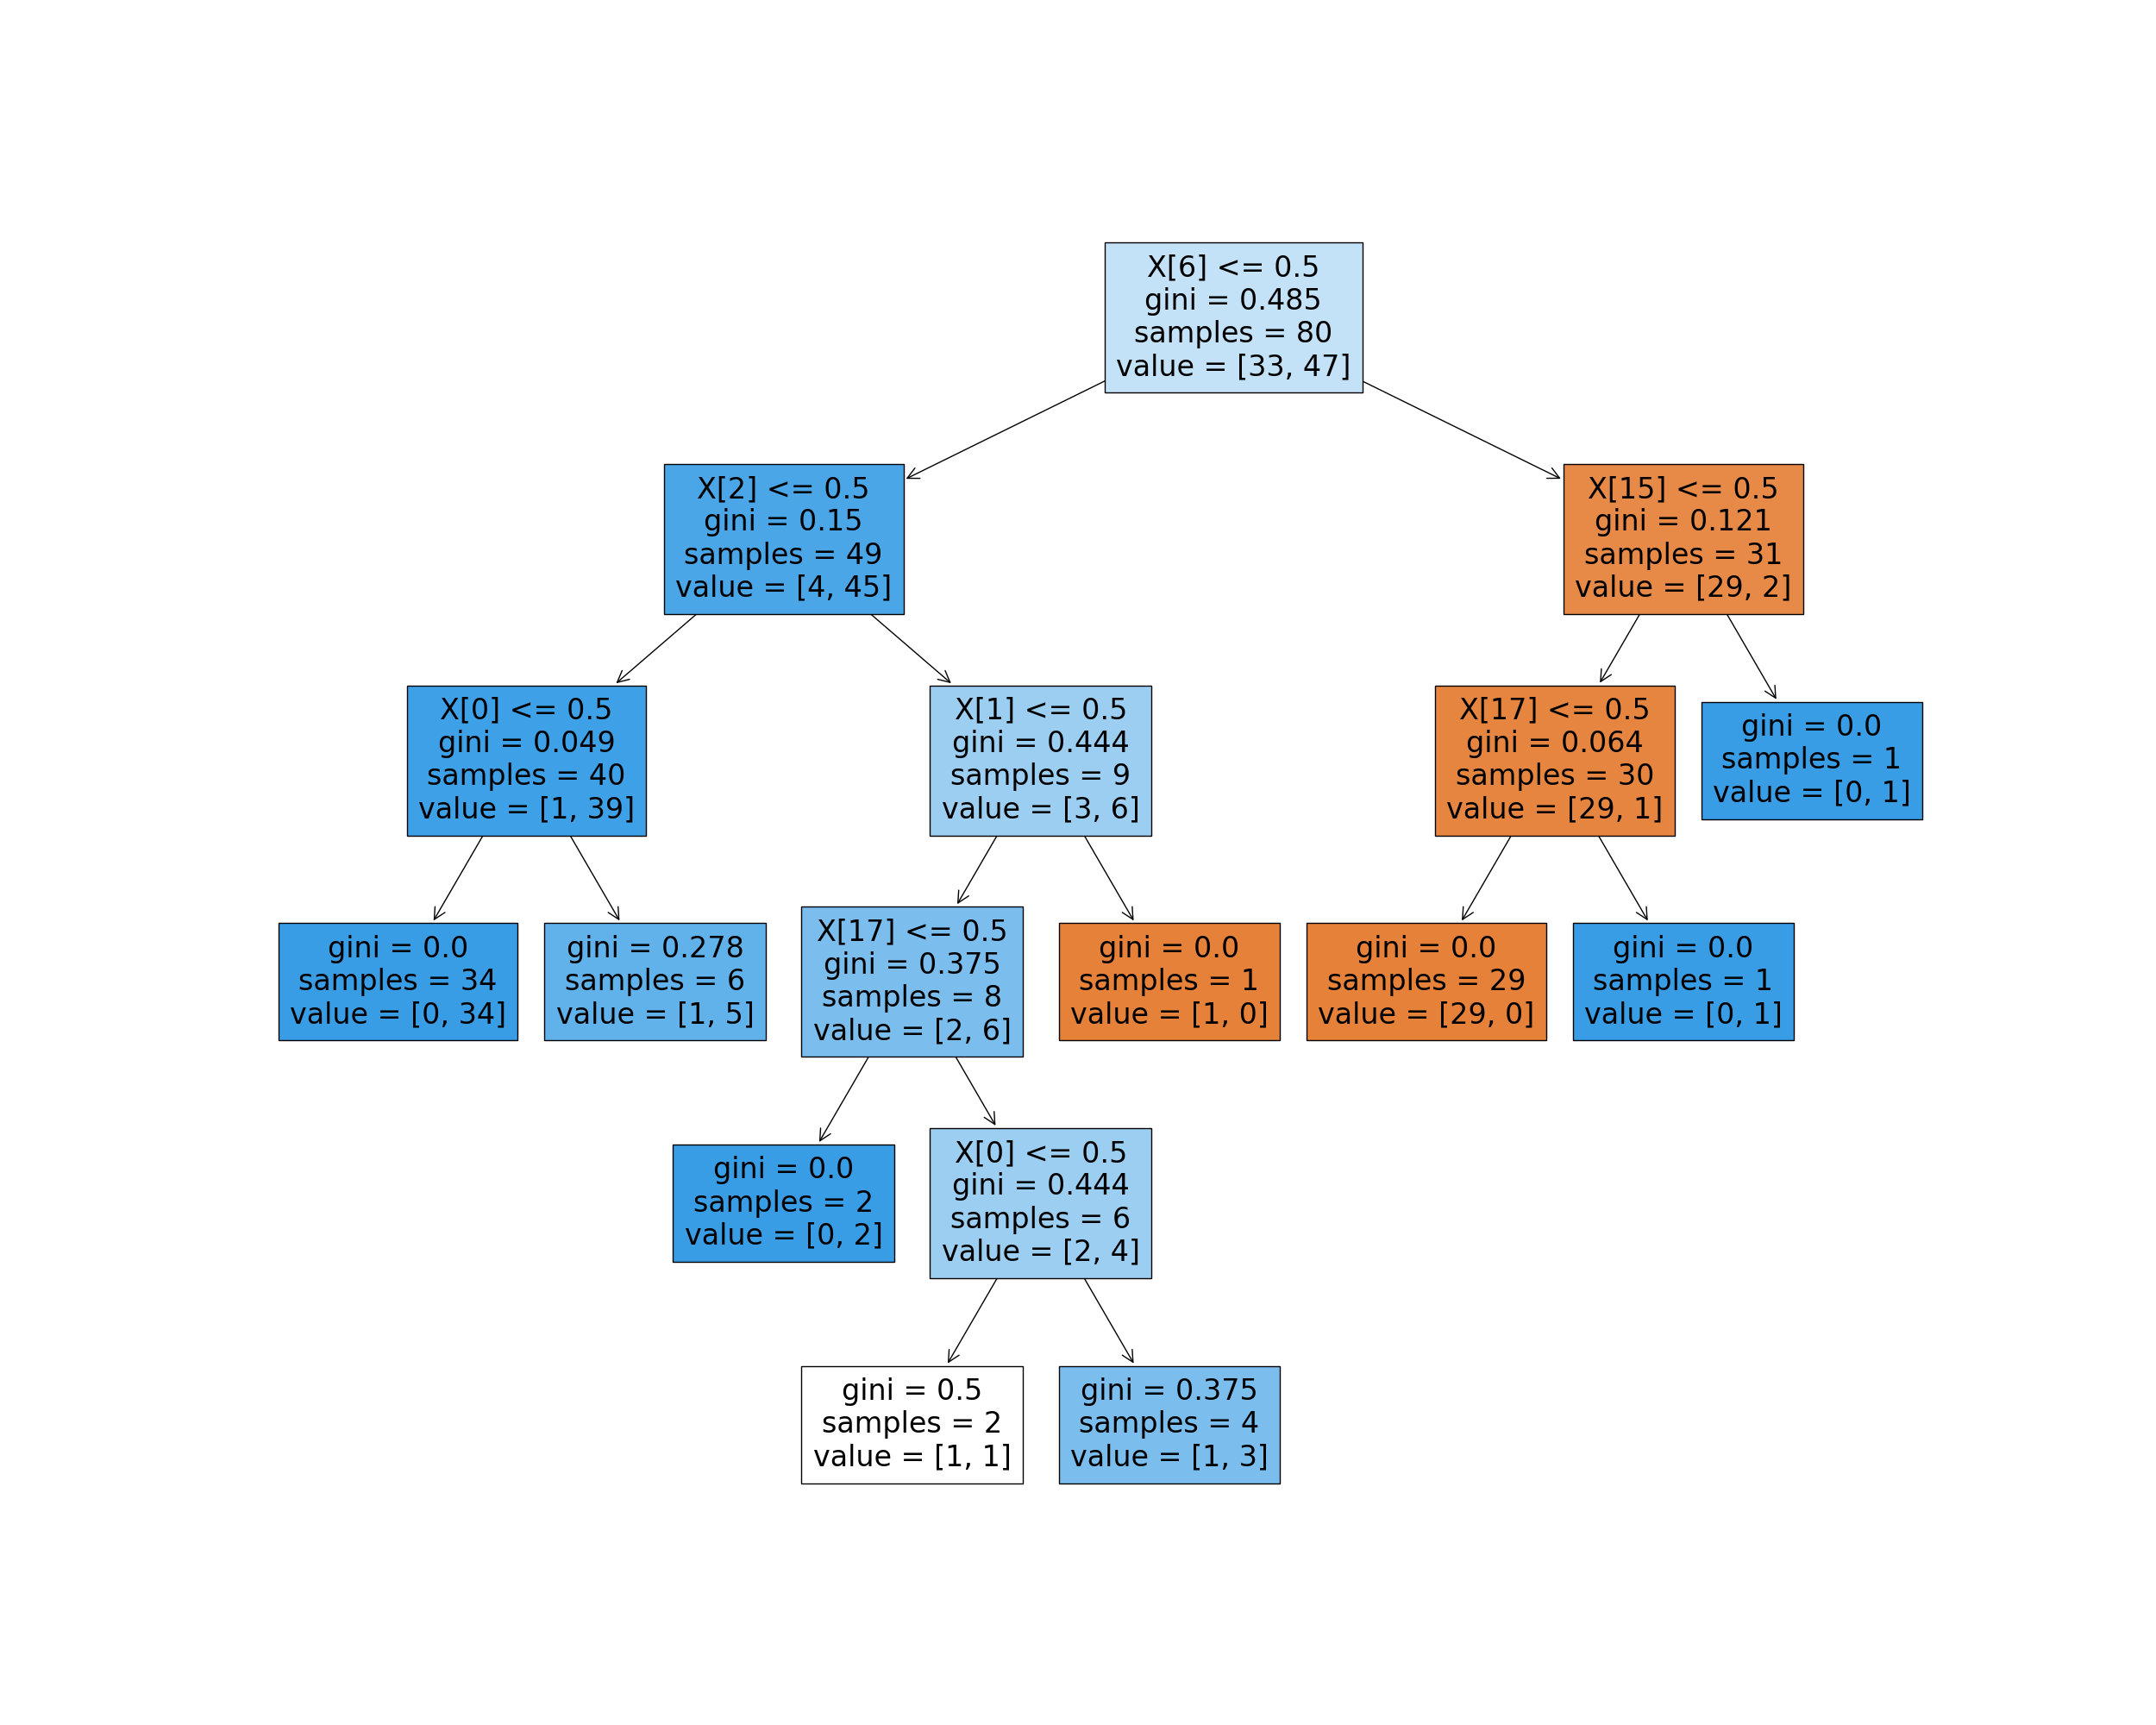 X[6] <= 0.5
gini = 0.485
samples = 80
value = [33, 47]
X[2] <= 0.5
gini = 0.15
samples = 49
value = [4, 45]
X[15] <= 0.5
gini = 0.121
samples = 31
value = [29, 2]
X[0] <= 0.5
gini = 0.049
samples = 40
value = [1, 39]
X[1] <= 0.5
gini = 0.444
samples = 9
value = [3, 6]
X[17] <= 0.5
gini = 0.064
samples = 30
value = [29, 1]
gini = 0.0
samples = 1
value = [0, 1]
gini = 0.0
samples = 34
value = [0, 34]
gini = 0.278
samples = 6
value = [1, 5]
X[17] <= 0.5
gini = 0.375
samples = 8
value = [2, 6]
gini = 0.0
samples = 1
value = [1, 0]
gini = 0.0
samples = 29
value = [29, 0]
gini = 0.0
samples = 1
value = [0, 1]
gini = 0.0
samples = 2
value = [0, 2]
X[0] <= 0.5
gini = 0.444
samples = 6
value = [2, 4]
gini = 0.5
samples = 2
value = [1, 1]
gini = 0.375
samples = 4
value = [1, 3]